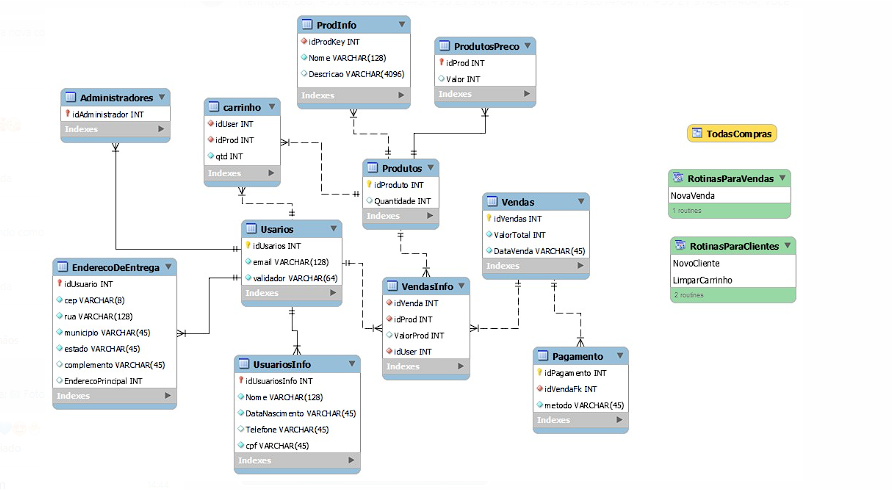 ProdInfo
idProdKey INT
Nome VARCHAR(128)
Descricao VARCHAR(4096)
Indexes
ProdutosPreco
idProd INT
Valor INT
Indexes
Administradores
idAdministrador INT
Indexes
carrinho
idUser INT
idProd INT
qtd INT
Indexes
Produtos
idProduto INT
Quantidade INT
Indexes
TodasCompras
RotinasParaVendas
NovaVenda
1 routines
Vendas
idVendas INT
ValorTotal INT
DataVenda VARCHAR(45)
Indexes
Usarios
idUsarios INT
email VARCHAR(128)
validador VARCHAR(64)
Indexes
RotinasParaClientes
NovoCliente
LimparCarrinho
2 routines
EnderecoDeEntrega
idUsuario INT
cep VARCHAR(8)
rua VARCHAR(128)
municipio VARCHAR(45)
estado VARCHAR(45)
complemento VARCHAR(45)
EnderecoPrincipal INT
Indexes
VendasInfo
idVenda INT
idProd INT
ValorProd INT
idUser INT
Indexes
UsuariosInfo
idUsuariosInfo INT
Nome VARCHAR(128)
DataNascimento VARCHAR(45)
Telefone VARCHAR(45)
cpf VARCHAR(45)
Indexes
Pagamento
idPagamento INT
idVendaFk INT
metodo VARCHAR(45)
Indexes